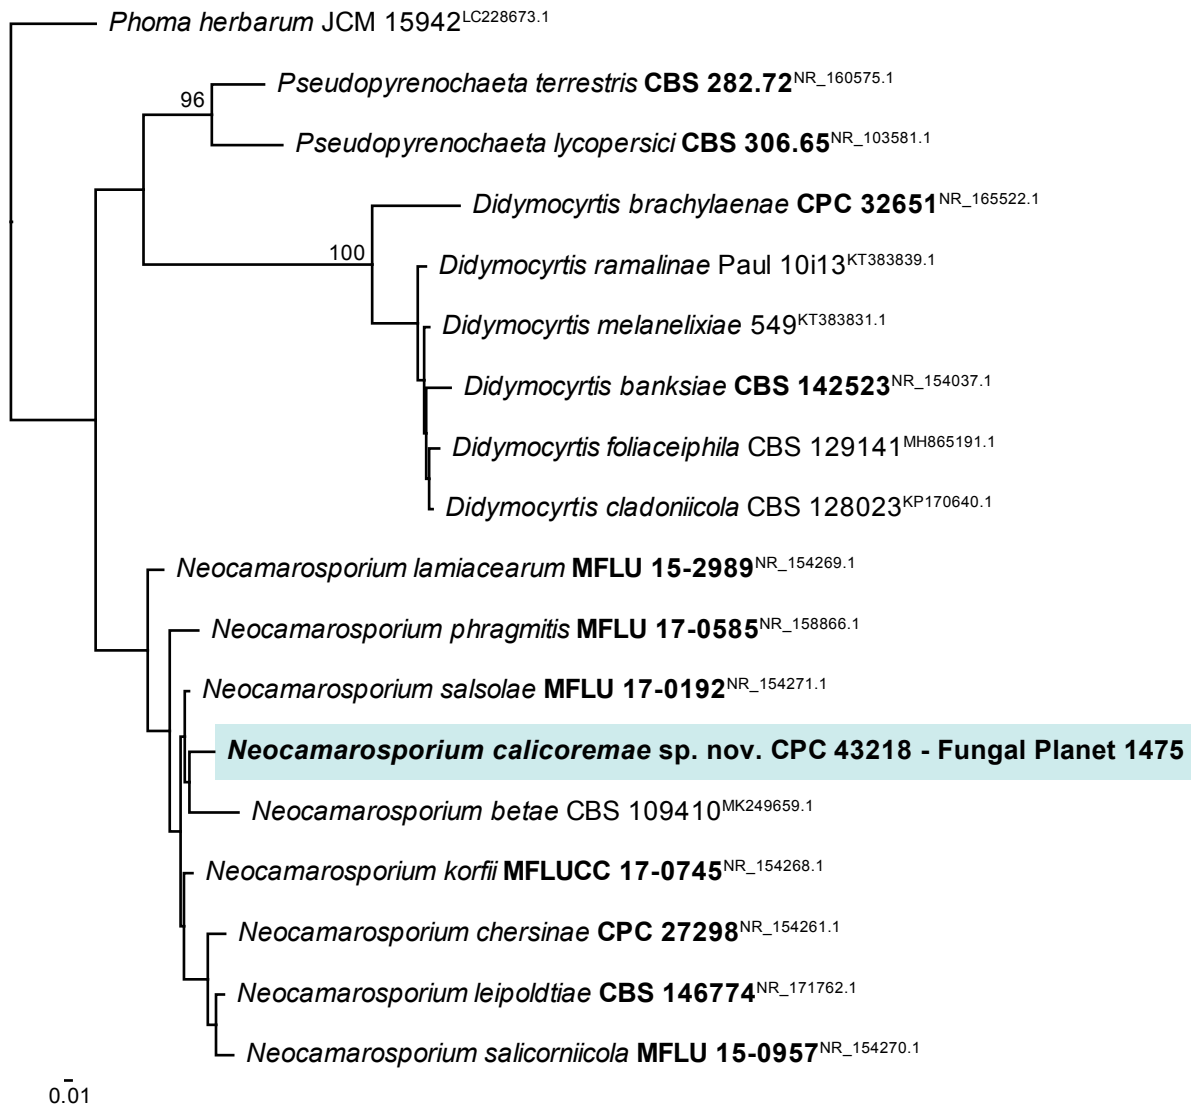 Phoma herbarum JCM 15942LC228673.1
Pseudopyrenochaeta terrestris CBS 282.72NR_160575.1
96
Pseudopyrenochaeta lycopersici CBS 306.65NR_103581.1
Didymocyrtis brachylaenae CPC 32651NR_165522.1
100
Didymocyrtis ramalinae Paul 10i13KT383839.1
Didymocyrtis melanelixiae 549KT383831.1
Didymocyrtis banksiae CBS 142523NR_154037.1
Didymocyrtis foliaceiphila CBS 129141MH865191.1
Didymocyrtis cladoniicola CBS 128023KP170640.1
Neocamarosporium lamiacearum MFLU 15-2989NR_154269.1
Neocamarosporium phragmitis MFLU 17-0585NR_158866.1
Neocamarosporium salsolae MFLU 17-0192NR_154271.1
Neocamarosporium calicoremae sp. nov. CPC 43218 - Fungal Planet 1475
Neocamarosporium betae CBS 109410MK249659.1
Neocamarosporium korfii MFLUCC 17-0745NR_154268.1
Neocamarosporium chersinae CPC 27298NR_154261.1
Neocamarosporium leipoldtiae CBS 146774NR_171762.1
Neocamarosporium salicorniicola MFLU 15-0957NR_154270.1
0.01